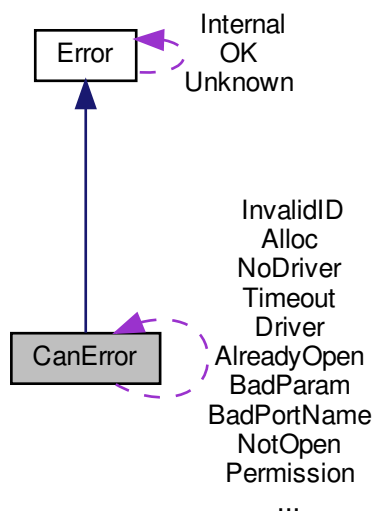 Internal
Error
OK
Unknown
InvalidID
Alloc
NoDriver
Timeout
Driver
CanError
AlreadyOpen
BadParam
BadPortName
NotOpen
Permission
...